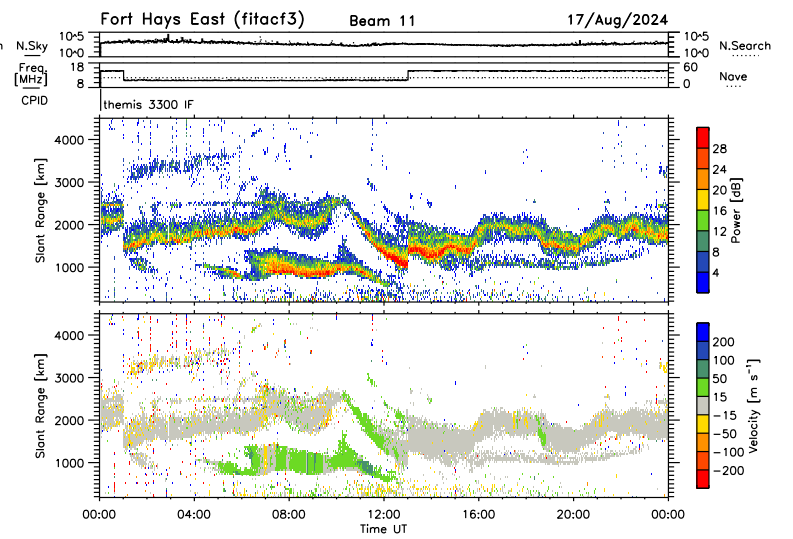 Fort Hays East (fitacf3) Beam 11 17/Aug/2024
N.Sky 10^5 10^0 10^5 10^0 N.Search
Freq. [MHz] 18 8 60 0 Nave
CPID themis 3300 IF
Slant Range [km] 4000 3000 2000 1000
Power [dB] 28 24 20 16 12 8 4
Slant Range [km] 4000 3000 2000 1000
Velocity [m s⁻¹] 200 100 50 15 −15 −50 −100 −200
00:00 04:00 08:00 12:00 16:00 20:00 00:00
Time UT